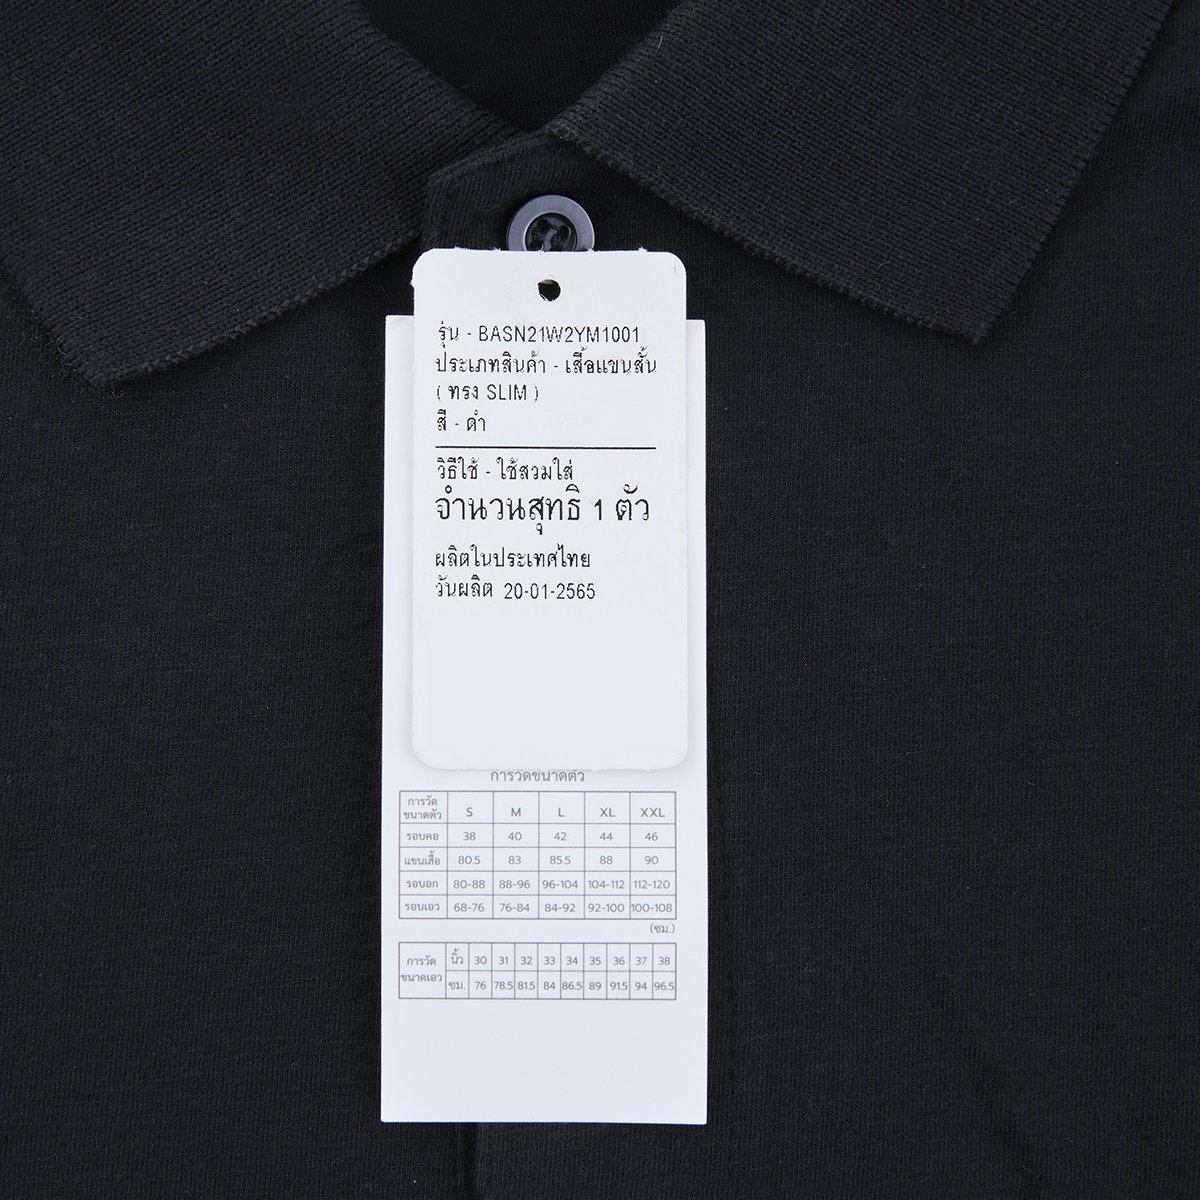 รุ่น - BASN21W2YM1001
ประเภทสินค้า - เสื้อแขนสั้น
( ทรง SLIM )
สี - ดำ
วิธีใช้ - ใช้สวมใส่
จำนวนสุทธิ 1 ตัว
ผลิตในประเทศไทย
วันผลิต 20-01-2565
การวัดขนาดตัว
การวัดขนาดตัว S M L XL XXL
รอบคอ 38 40 42 44 46
แขนเสื้อ 80.5 83 85.5 88 90
รอบอก 80-88 88-96 96-104 104-112 112-120
รอบเอว 68-76 76-84 84-92 92-100 100-108
(ซม.)
การวัดขนาดเอว นิ้ว 30 31 32 33 34 35 36 37 38
ซม. 76 78.5 81.5 84 86.5 89 91.5 94 96.5